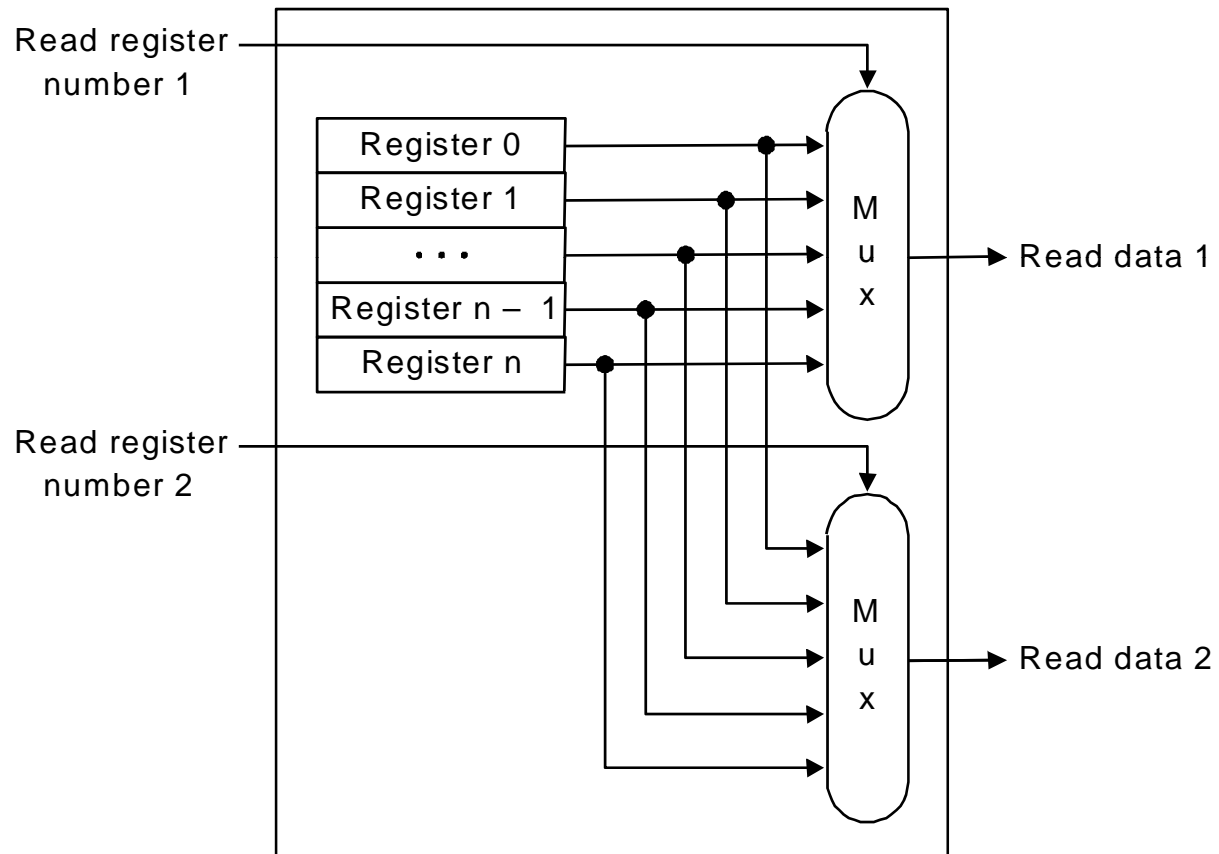 Read register
number 1
Register 0
Register 1
. . .
Register n – 1
Register n
M
u
x
Read data 1
Read register
number 2
M
u
x
Read data 2